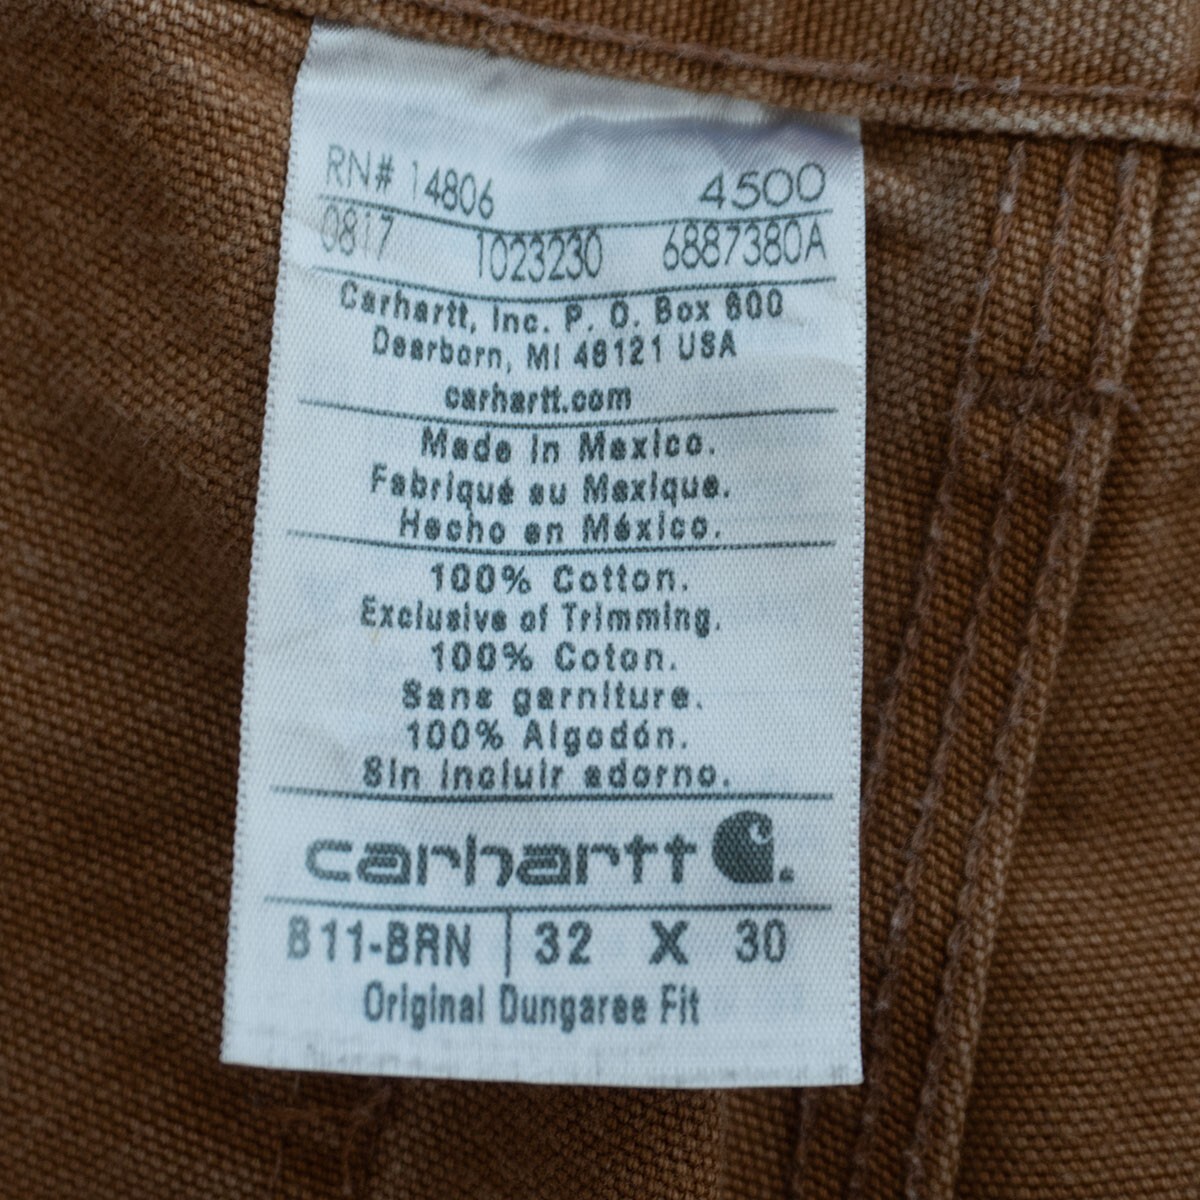 RN# 14806 4500
0817 1023230 6887380A
Carhartt, Inc. P. O. Box 600
Dearborn, MI 48121 USA
carhartt.com
Made in Mexico.
Fabriqué au Mexique.
Hecho en México.
100% Cotton.
Exclusive of Trimming.
100% Coton.
Sans garniture.
100% Algodón.
Sin incluir adorno.
carhartt
B11-BRN | 32 X 30
Original Dungaree Fit